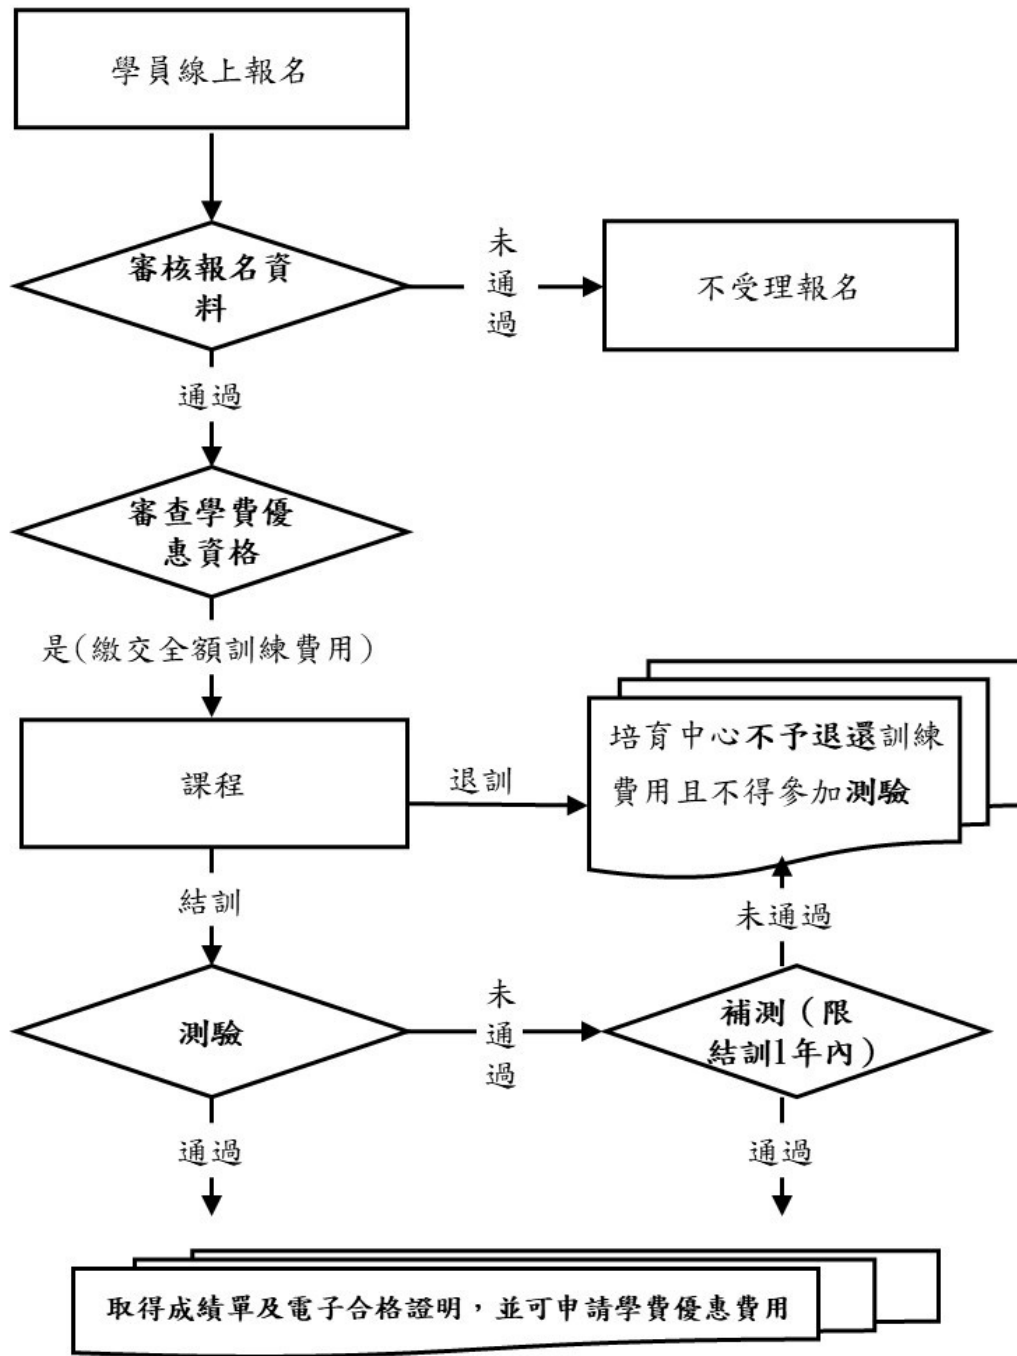 學員線上報名
審核報名資
料
未
通
過
不受理報名
通過
審查學費優
惠資格
是(繳交全額訓練費用)
課程
退訓
培育中心不予退還訓練
費用且不得參加測驗
結訓
未通過
測驗
未
通
過
補測（限
結訓1年內）
通過
通過
取得成績單及電子合格證明，並可申請學費優惠費用